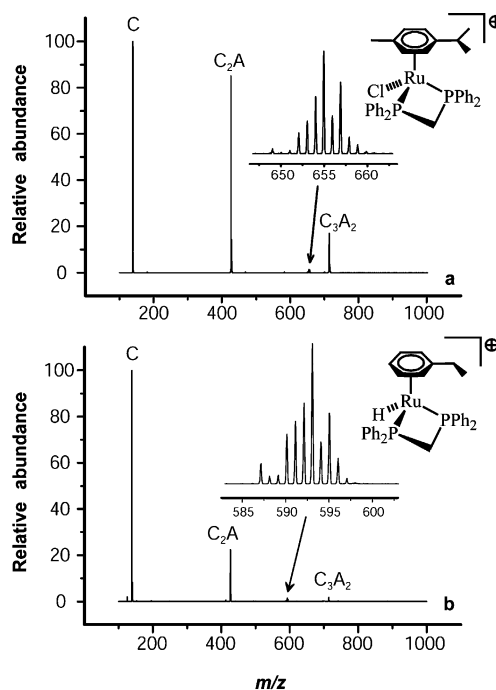 C
C₂A
C₃A₂
Relative abundance
100
80
60
40
20
0
200 400 600 800 1000
650 655 660
Cl
Ru
Ph₂P
PPh₂
⊕
a
C
C₂A
C₃A₂
Relative abundance
100
80
60
40
20
0
200 400 600 800 1000
585 590 595 600
H
Ru
Ph₂P
PPh₂
⊕
b
m/z